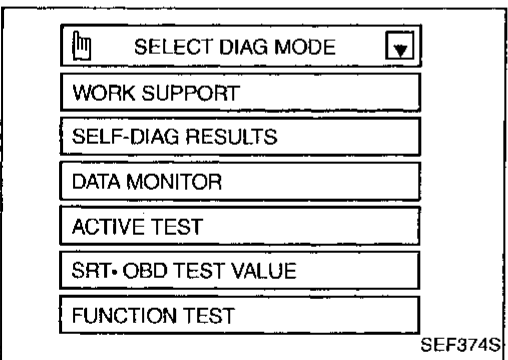 SELECT DIAG MODE
WORK SUPPORT
SELF-DIAG RESULTS
DATA MONITOR
ACTIVE TEST
SRT• OBD TEST VALUE
FUNCTION TEST
SEF374S